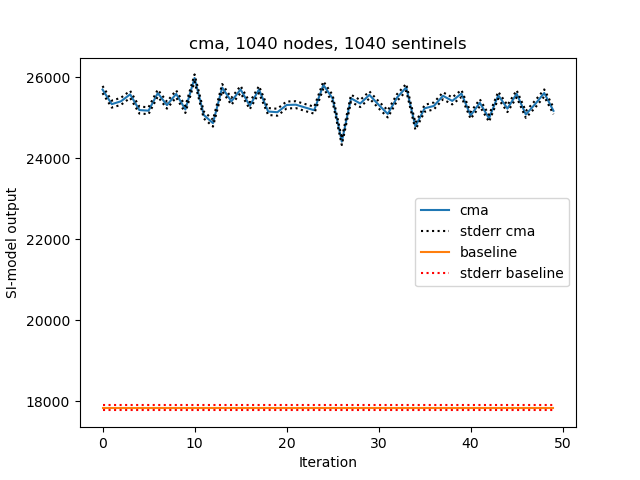 cma, 1040 nodes, 1040 sentinels
26000
24000
22000
20000
18000
SI-model output
cma
stderr cma
baseline
stderr baseline
0
10
20
30
40
50
Iteration